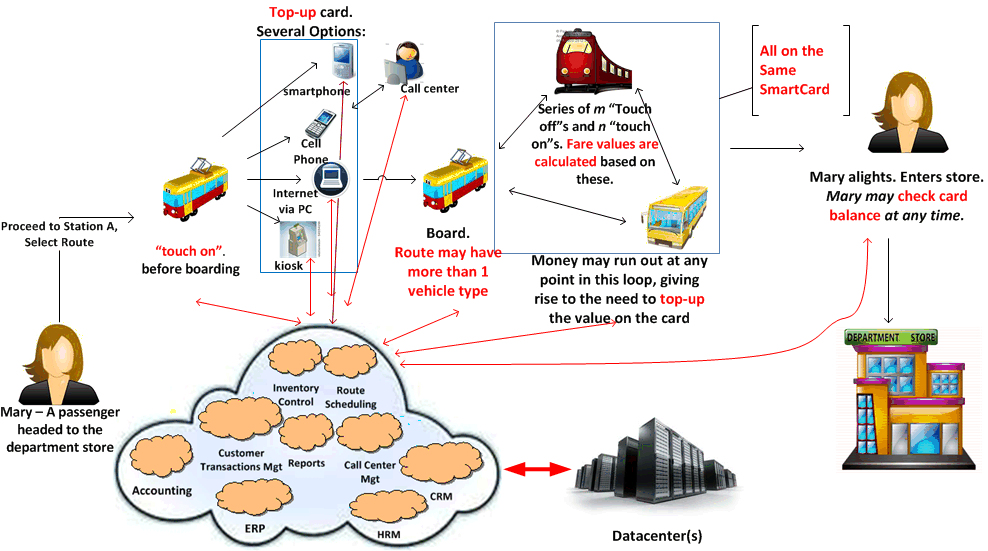 Top-up card.
Several Options:
smartphone
Call center
Cell
Phone
Internet
via PC
kiosk
Proceed to Station A,
Select Route
"touch on".
before boarding
Board.
Route may have
more than 1
vehicle type
Series of m "Touch
off"s and n "touch
on"s. Fare values are
calculated based on
these.
Money may run out at any
point in this loop, giving
rise to the need to top-up
the value on the card
All on the
Same
SmartCard
Mary alights. Enters store.
Mary may check card
balance at any time.
DEPARTMENT STORE
Mary – A passenger
headed to the
department store
Inventory
Control
Route
Scheduling
Customer
Transactions Mgt
Reports
Call Center
Mgt
Accounting
CRM
ERP
HRM
Datacenter(s)